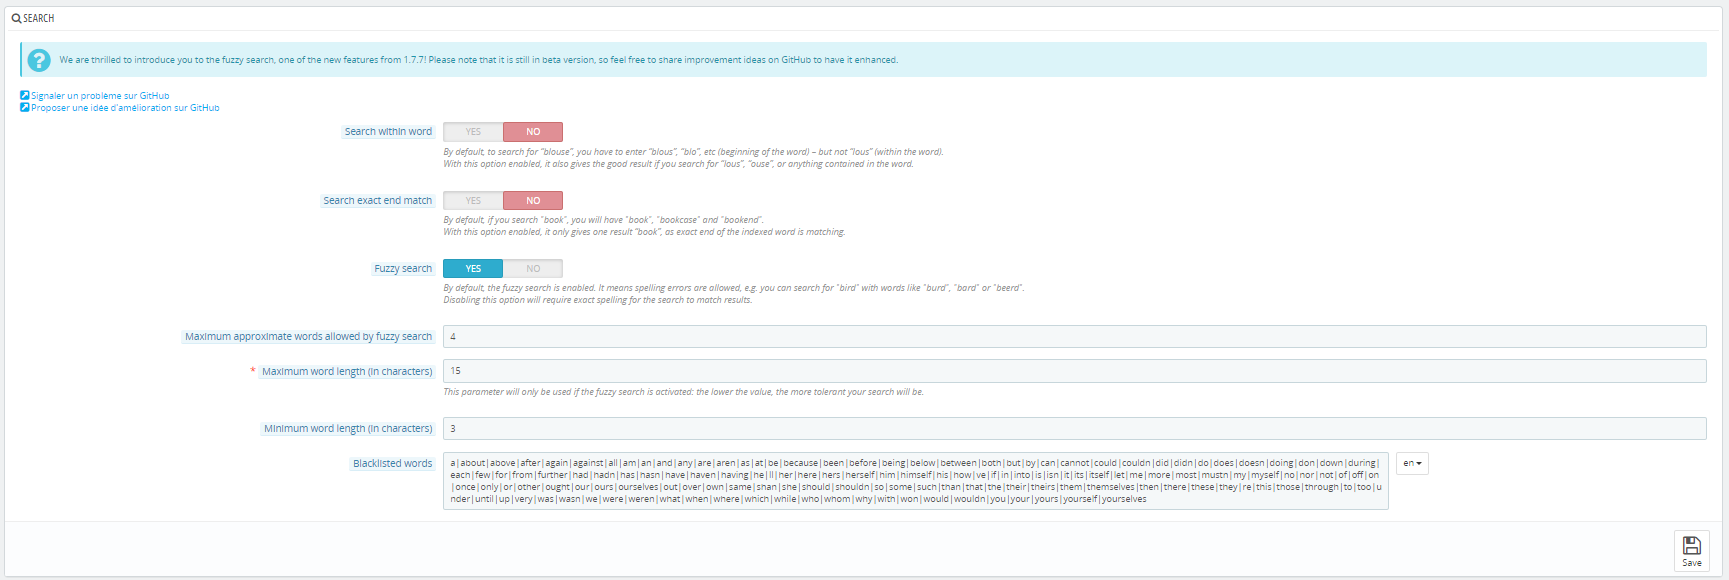 SEARCH
We are thrilled to introduce you to the fuzzy search, one of the new features from 1.7.7! Please note that it is still in beta version, so feel free to share improvement ideas on GitHub to have it enhanced.
Signaler un problème sur GitHub
Proposer une idée d'amélioration sur GitHub
Search within word YES NO
By default, to search for "blouse", you have to enter "blous", "blo", etc (beginning of the word) – but not "lous" (within the word).
With this option enabled, it also gives the good result if you search for "lous", "ouse", or anything contained in the word.
Search exact end match YES NO
By default, if you search "book", you will have "book", "bookcase" and "bookend".
With this option enabled, it only gives one result "book", as exact end of the indexed word is matching.
Fuzzy search YES NO
By default, the fuzzy search is enabled. It means spelling errors are allowed, e.g. you can search for "bird" with words like "burd", "bard" or "beerd".
Disabling this option will require exact spelling for the search to match results.
Maximum approximate words allowed by fuzzy search 4
* Maximum word length (in characters) 15
This parameter will only be used if the fuzzy search is activated: the lower the value, the more tolerant your search will be.
Minimum word length (in characters) 3
Blacklisted words a|about|above|after|again|against|all|am|an|and|any|are|aren|as|at|be|because|been|before|being|below|between|both|but|by|can|cannot|could|couldn|did|didn|do|does|doesn|doing|don|down|during| en
each|few|for|from|further|had|hadn|has|hasn|have|haven|having|he|ll|her|here|hers|herself|him|himself|his|how|ve|if|in|into|is|isn|it|its|itself|let|me|more|most|mustn|my|myself|no|nor|not|of|off|on
|once|only|or|other|ought|our|ours|ourselves|out|over|own|same|shan|she|should|shouldn|so|some|such|than|that|the|their|theirs|them|themselves|then|there|these|they|re|this|those|through|to|too|u
nder|until|up|very|was|wasn|we|were|weren|what|when|where|which|while|who|whom|why|with|won|would|wouldn|you|your|yours|yourself|yourselves
Save